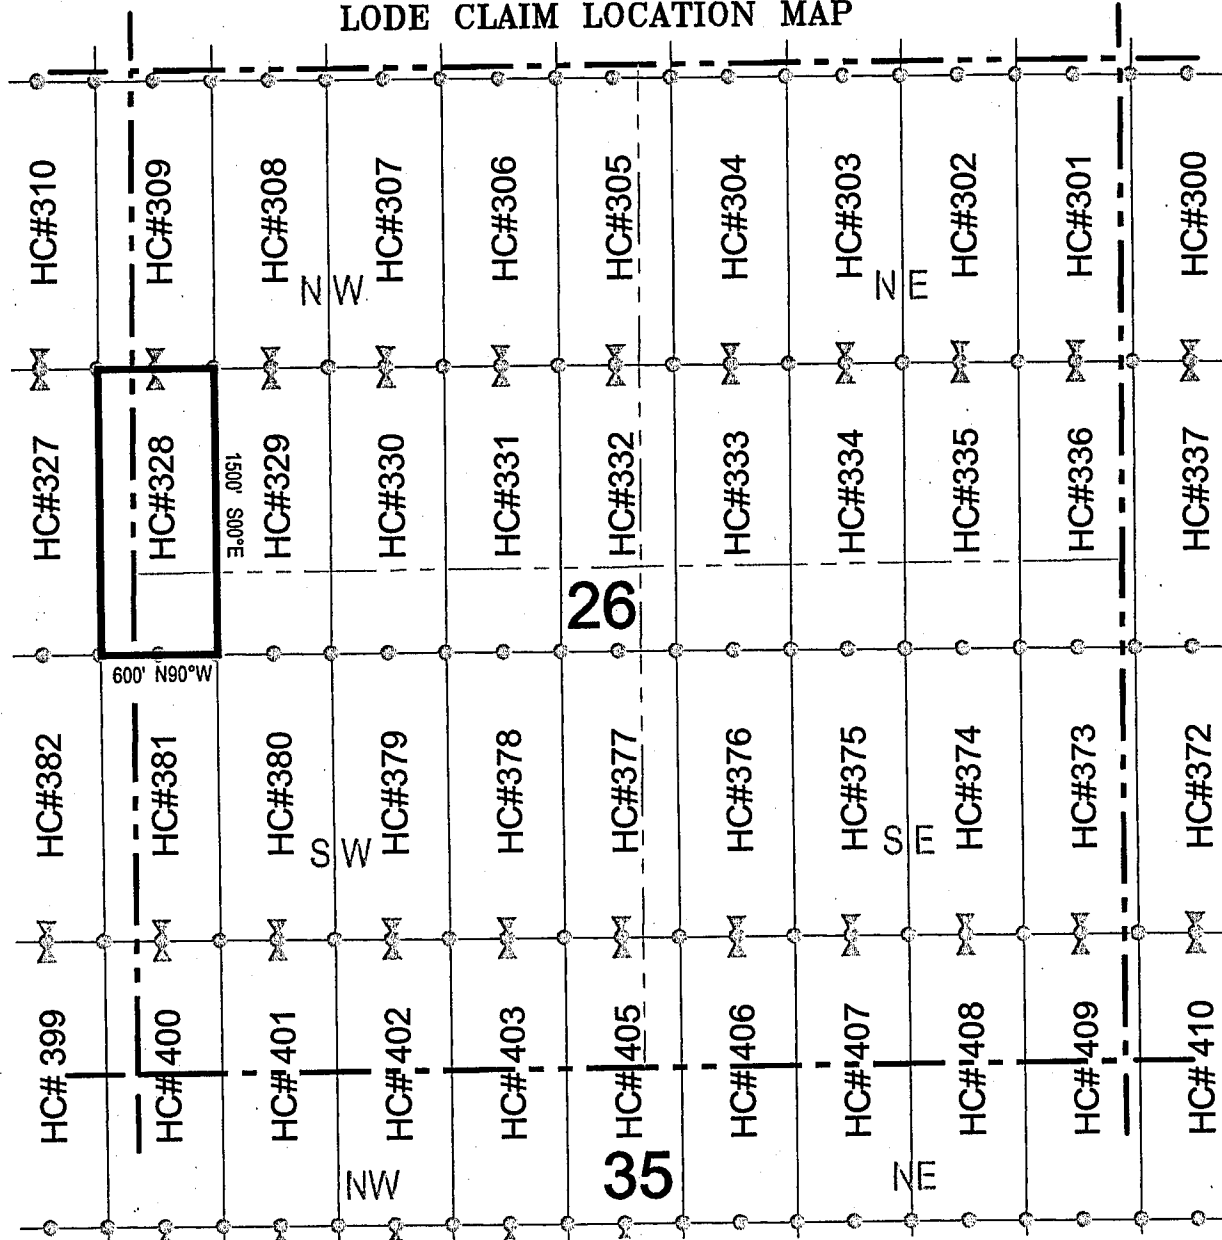 LODE CLAIM LOCATION MAP
HC#310
HC#309
HC#308
HC#307
HC#306
HC#305
HC#304
HC#303
HC#302
HC#301
HC#300
NW
NE
HC#327
HC#328
1500' S00°E
HC#329
HC#330
HC#331
HC#332
HC#333
HC#334
HC#335
HC#336
HC#337
26
600' N90°W
HC#382
HC#381
HC#380
HC#379
HC#378
HC#377
HC#376
HC#375
HC#374
HC#373
HC#372
SW
SE
HC# 399
HC# 400
HC# 401
HC# 402
HC# 403
HC# 405
HC# 406
HC# 407
HC# 408
HC# 409
HC# 410
NW
35
NE